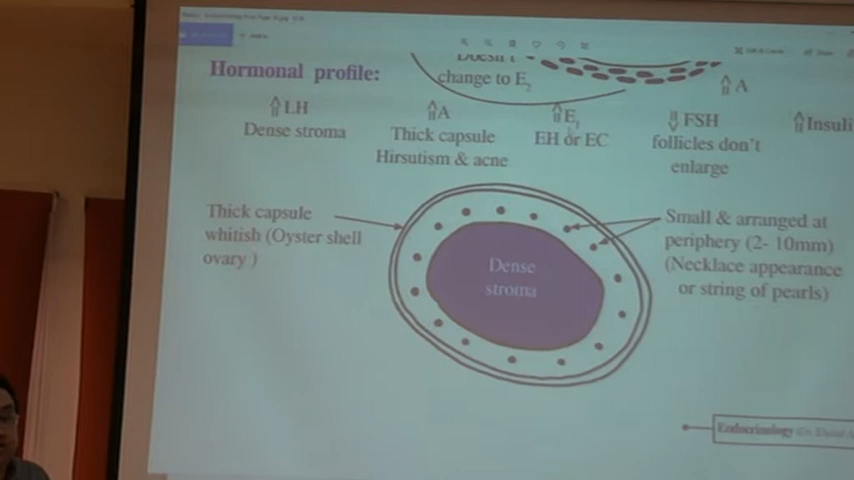 Doesn't
change to E2
⇑ A
Hormonal profile:
⇑ LH
Dense stroma
⇑ A
Thick capsule
Hirsutism & acne
⇑ E1
EH or EC
⇓ FSH
follicles don't
enlarge
⇑ Insuli
Thick capsule
whitish (Oyster shell
ovary )
Dense
stroma
Small & arranged at
periphery (2- 10mm)
(Necklace appearance
or string of pearls)
Endocrinology